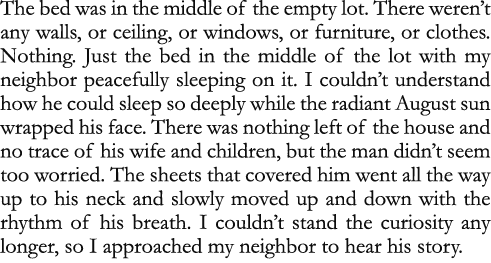 The bed was in the middle of the empty lot. There weren’t
any walls, or ceiling, or windows, or furniture, or clothes.
Nothing. Just the bed in the middle of the lot with my
neighbor peacefully sleeping on it. I couldn’t understand
how he could sleep so deeply while the radiant August sun
wrapped his face. There was nothing left of the house and
no trace of his wife and children, but the man didn’t seem
too worried. The sheets that covered him went all the way
up to his neck and slowly moved up and down with the
rhythm of his breath. I couldn’t stand the curiosity any
longer, so I approached my neighbor to hear his story.